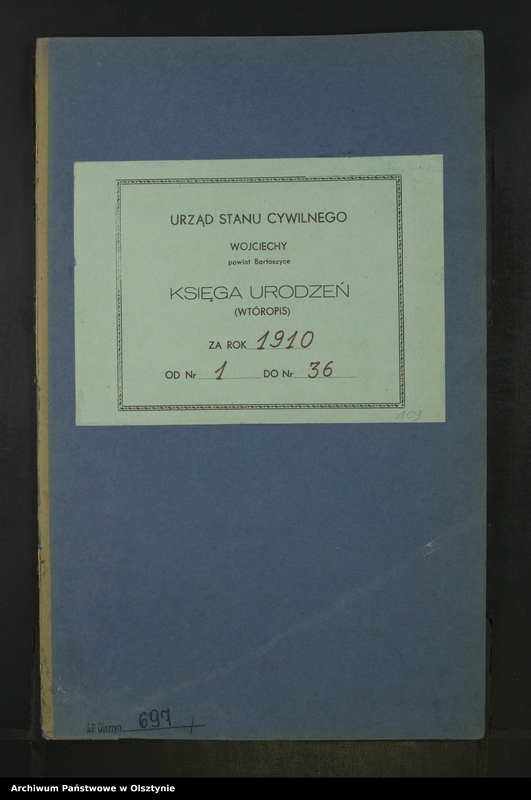 URZĄD STANU CYWILNEGO
WOJCIECHY
powiat Bartoszyce
KSIĘGA URODZEŃ
(WTÓROPIS)
ZA ROK 1910
OD Nr 1 DO Nr 36
109
AP Olsztyn 697
Archiwum Państwowe w Olsztynie